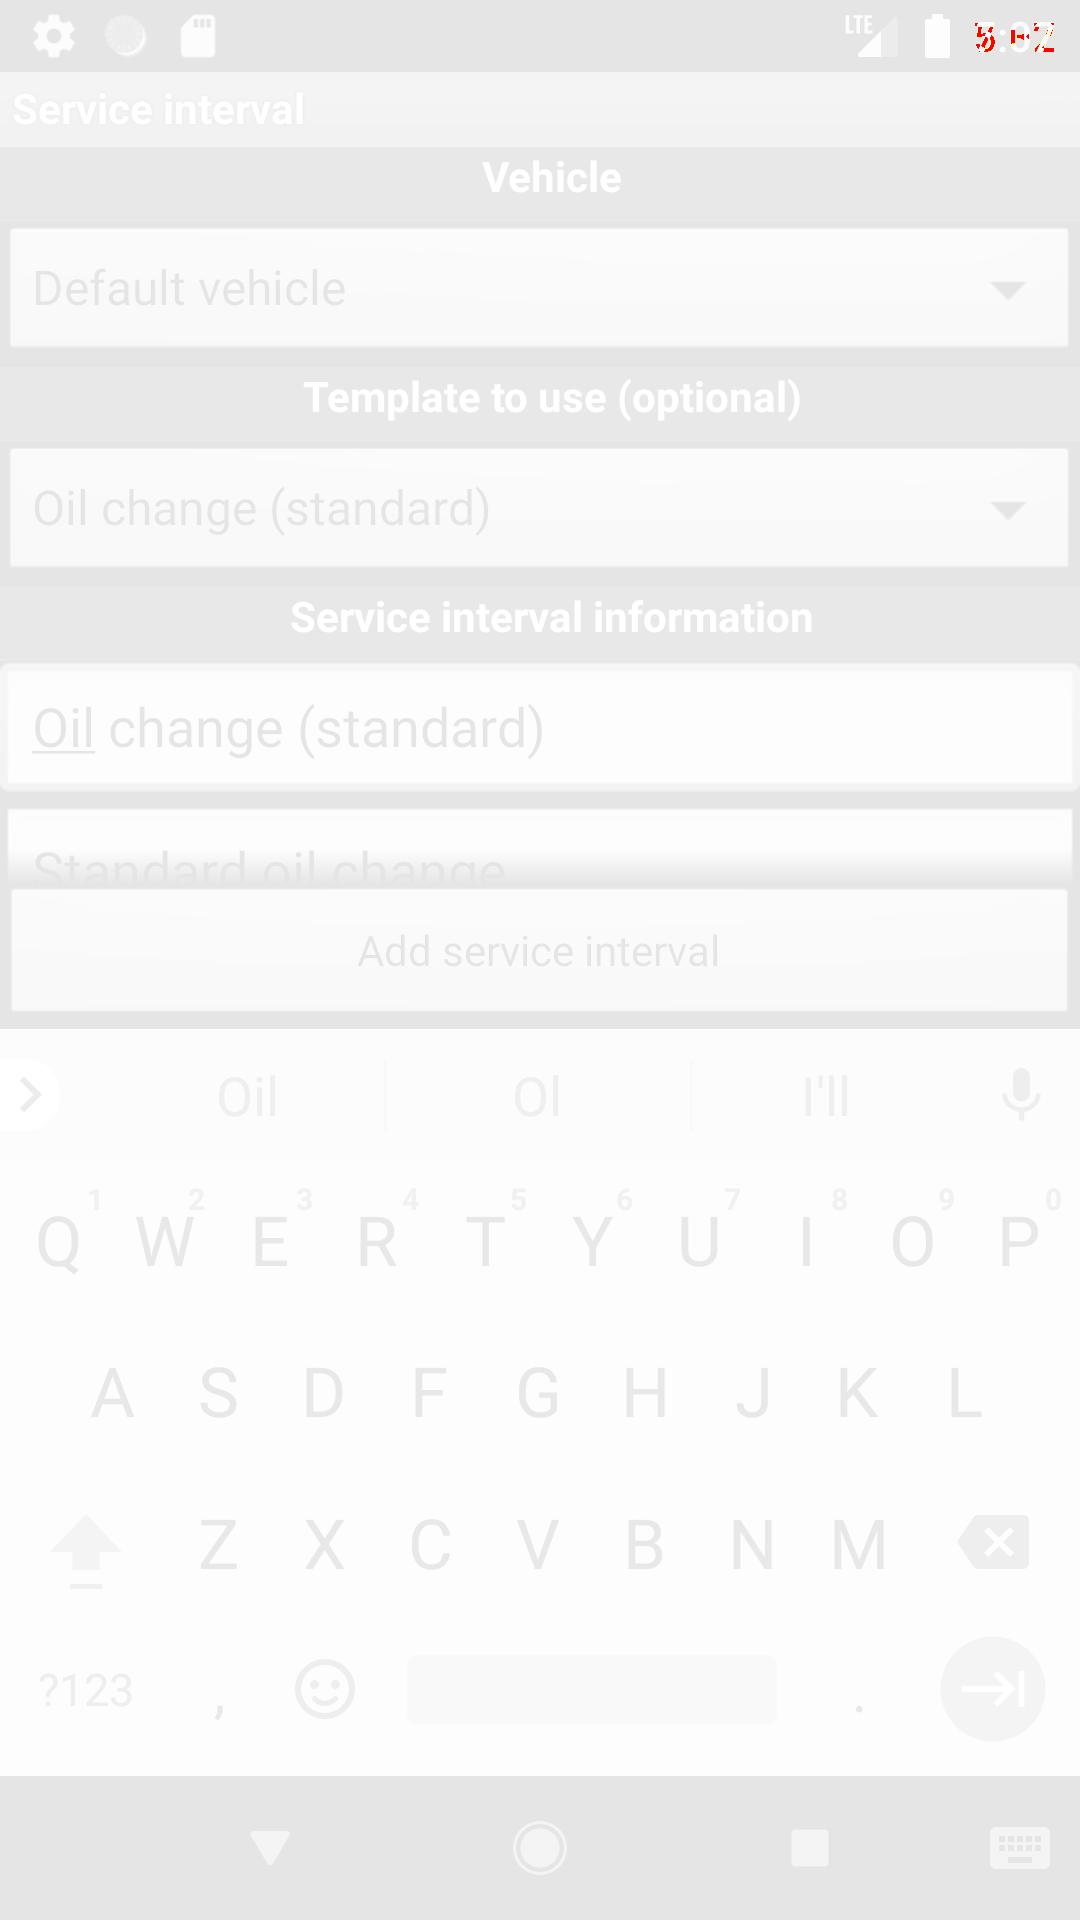 LTE
Service interval
Vehicle
Default vehicle
Template to use (optional)
Oil change (standard)
Service interval information
Oil change (standard)
Standard oil change
Add service interval
Oil Ol I'll
1 2 3 4 5 6 7 8 9 0
Q W E R T Y U I O P
A S D F G H J K L
Z X C V B N M
?123 , .